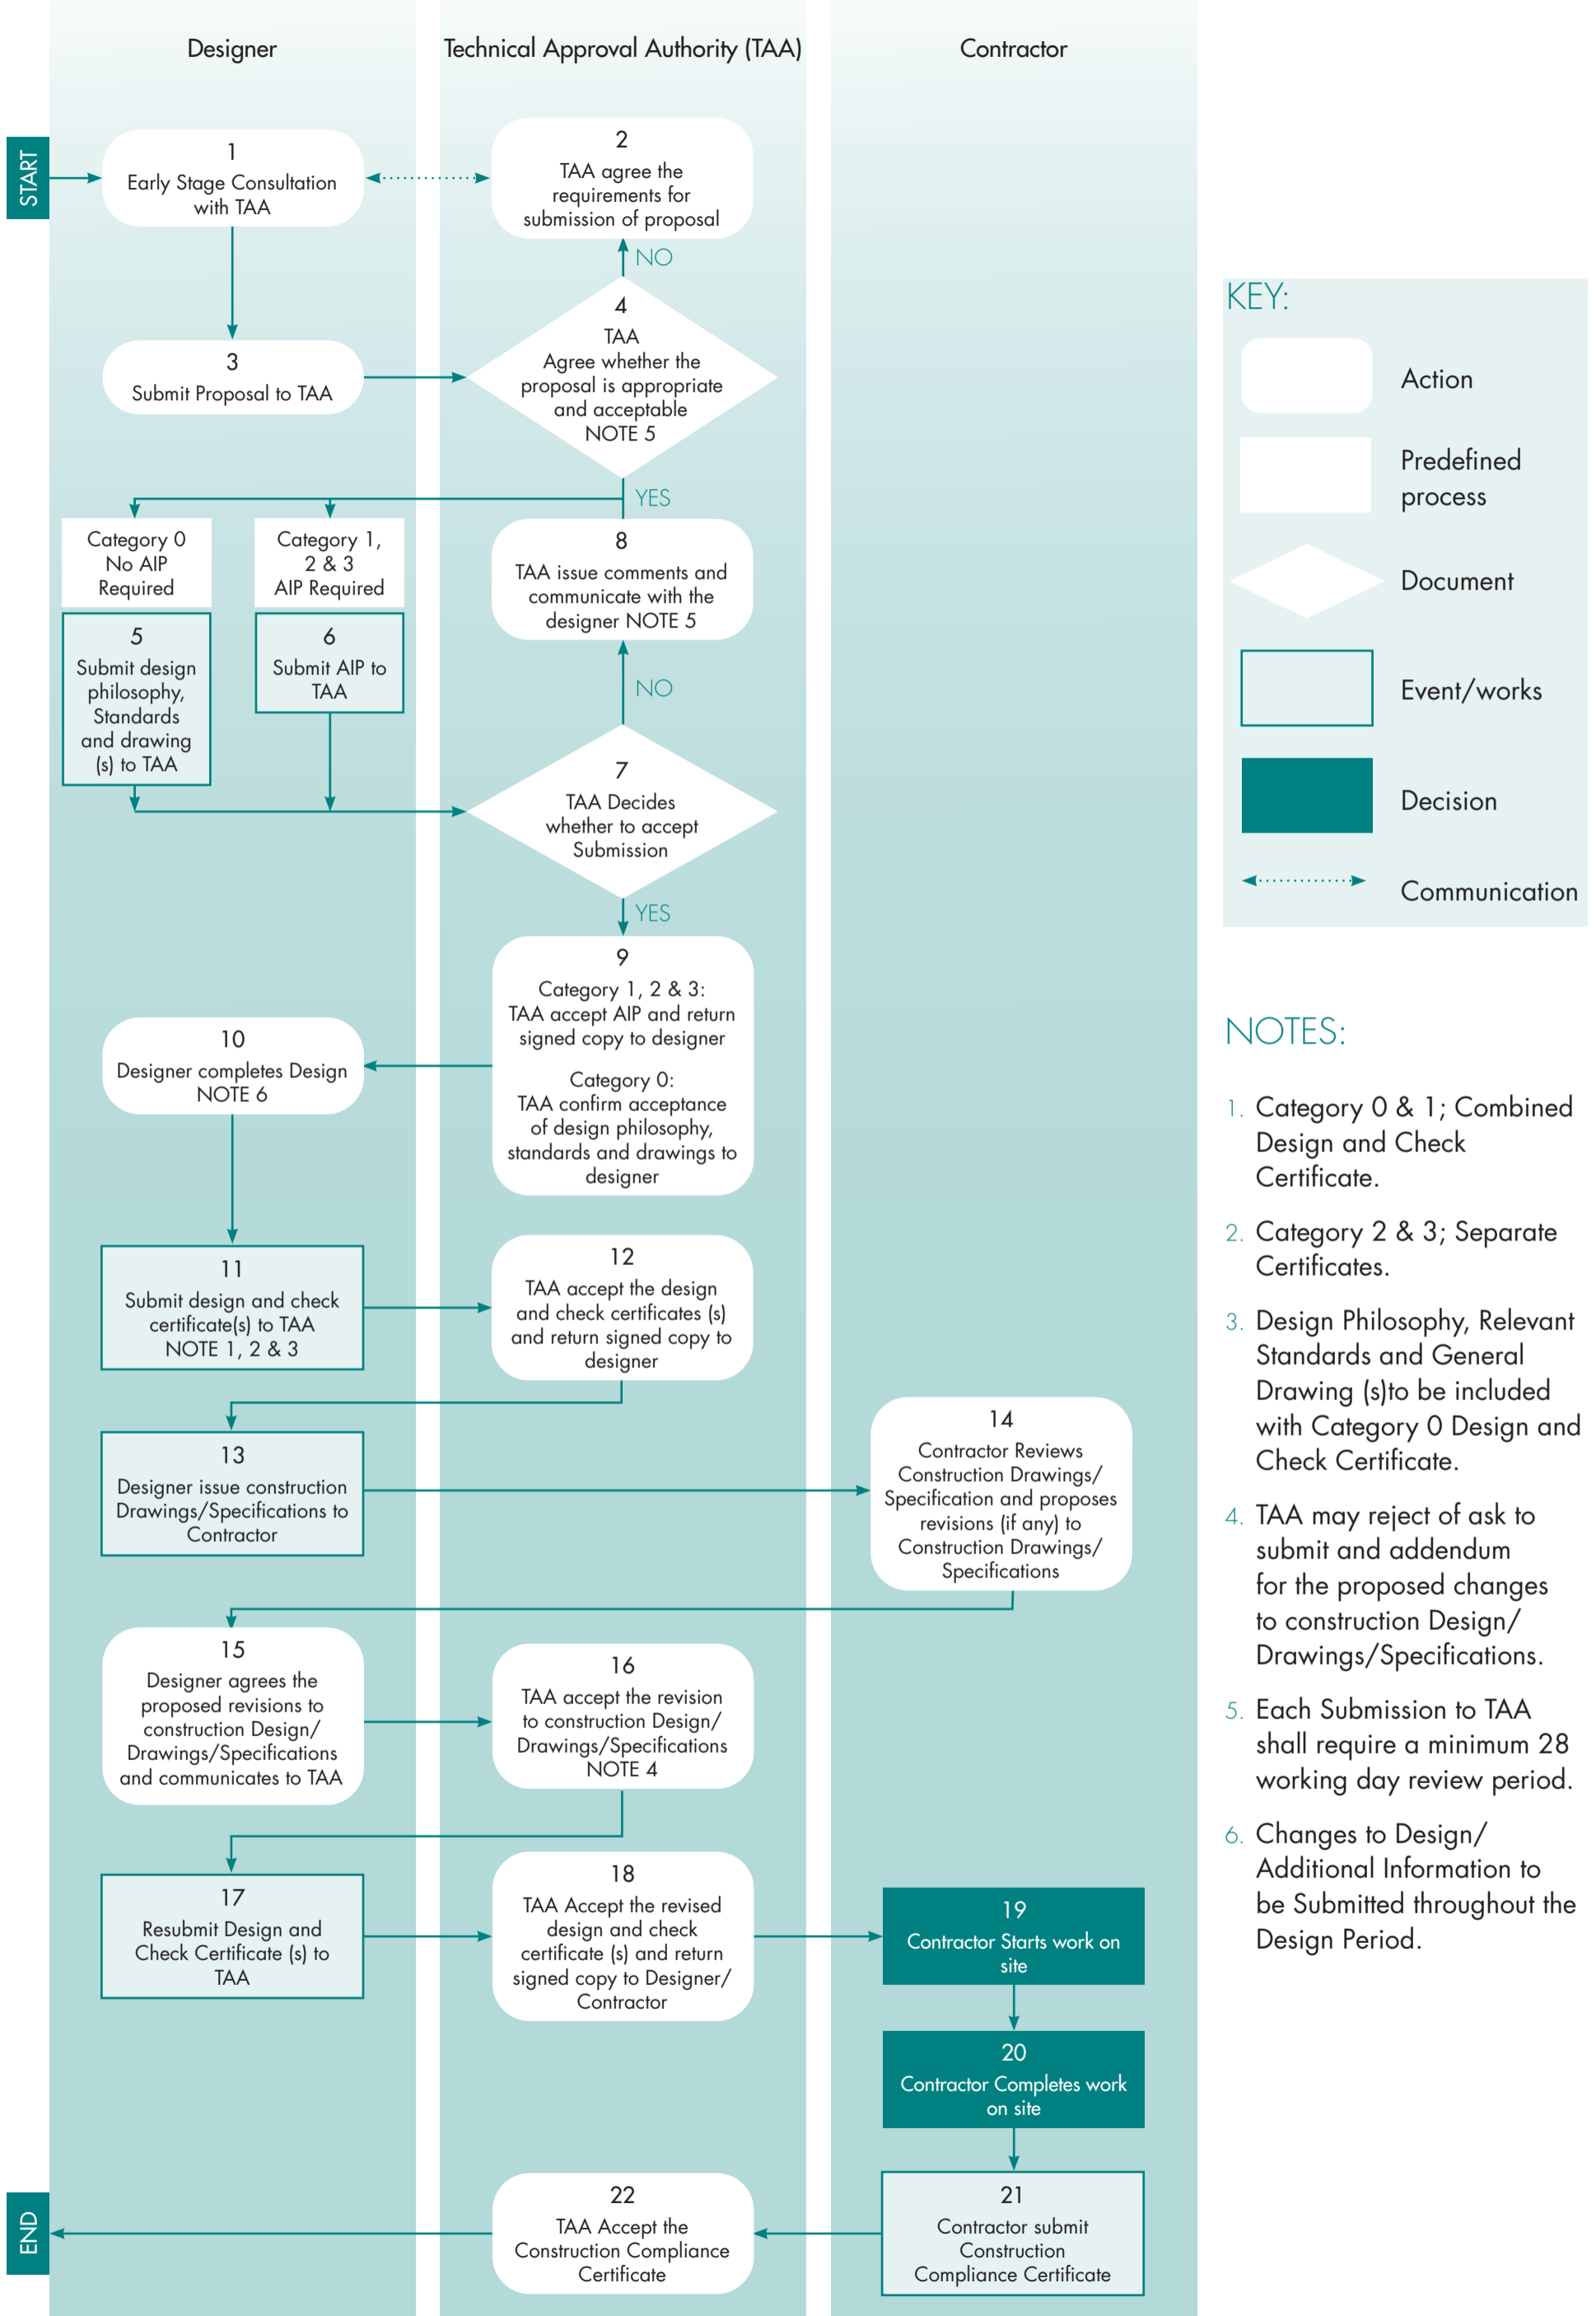 Designer
Technical Approval Authority (TAA)
Contractor
START
1
Early Stage Consultation
with TAA
2
TAA agree the
requirements for
submission of proposal
NO
3
Submit Proposal to TAA
4
TAA
Agree whether the
proposal is appropriate
and acceptable
NOTE 5
YES
Category 0
No AIP
Required
Category 1,
2 & 3
AIP Required
5
Submit design
philosophy,
Standards
and drawing
(s) to TAA
6
Submit AIP to
TAA
8
TAA issue comments and
communicate with the
designer NOTE 5
NO
7
TAA Decides
whether to accept
Submission
YES
9
Category 1, 2 & 3:
TAA accept AIP and return
signed copy to designer
Category 0:
TAA confirm acceptance
of design philosophy,
standards and drawings to
designer
10
Designer completes Design
NOTE 6
11
Submit design and check
certificate(s) to TAA
NOTE 1, 2 & 3
12
TAA accept the design
and check certificates (s)
and return signed copy to
designer
13
Designer issue construction
Drawings/Specifications to
Contractor
14
Contractor Reviews
Construction Drawings/
Specification and proposes
revisions (if any) to
Construction Drawings/
Specifications
15
Designer agrees the
proposed revisions to
construction Design/
Drawings/Specifications
and communicates to TAA
16
TAA accept the revision
to construction Design/
Drawings/Specifications
NOTE 4
17
Resubmit Design and
Check Certificate (s) to
TAA
18
TAA Accept the revised
design and check
certificate (s) and return
signed copy to Designer/
Contractor
19
Contractor Starts work on
site
20
Contractor Completes work
on site
21
Contractor submit
Construction
Compliance Certificate
22
TAA Accept the
Construction Compliance
Certificate
END
KEY:
Action
Predefined
process
Document
Event/works
Decision
Communication
NOTES:
1. Category 0 & 1; Combined
Design and Check
Certificate.
2. Category 2 & 3; Separate
Certificates.
3. Design Philosophy, Relevant
Standards and General
Drawing (s)to be included
with Category 0 Design and
Check Certificate.
4. TAA may reject of ask to
submit and addendum
for the proposed changes
to construction Design/
Drawings/Specifications.
5. Each Submission to TAA
shall require a minimum 28
working day review period.
6. Changes to Design/
Additional Information to
be Submitted throughout the
Design Period.